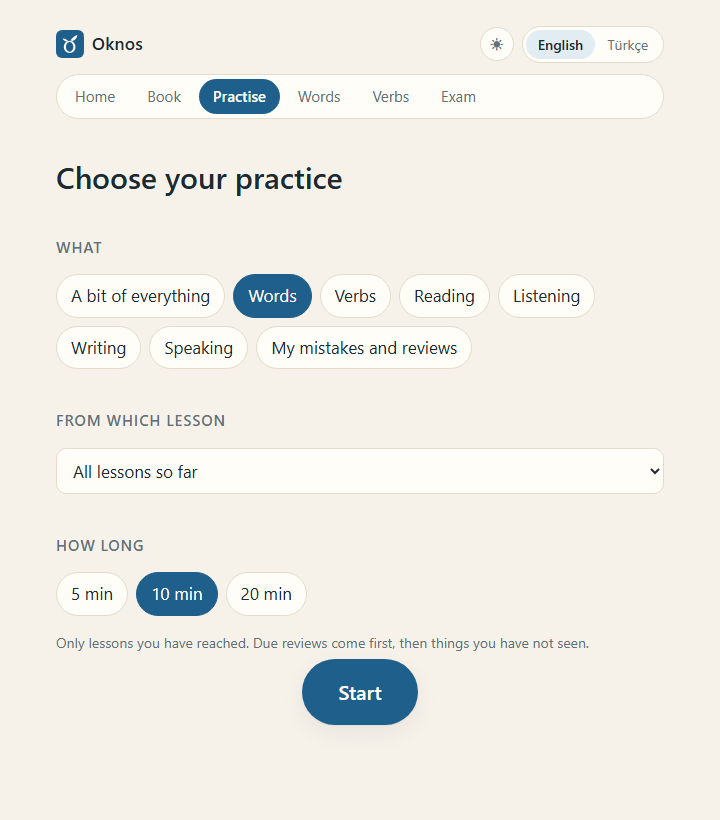 Oknos
English Türkçe
Home Book Practise Words Verbs Exam
Choose your practice
WHAT
A bit of everything Words Verbs Reading Listening
Writing Speaking My mistakes and reviews
FROM WHICH LESSON
All lessons so far
HOW LONG
5 min 10 min 20 min
Only lessons you have reached. Due reviews come first, then things you have not seen.
Start